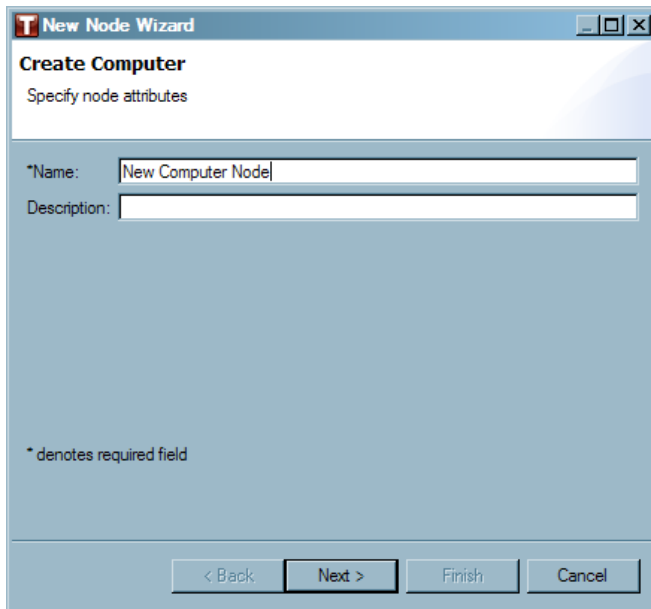 T New Node Wizard
Create Computer
Specify node attributes
*Name: New Computer Node
Description:
* denotes required field
< Back Next > Finish Cancel